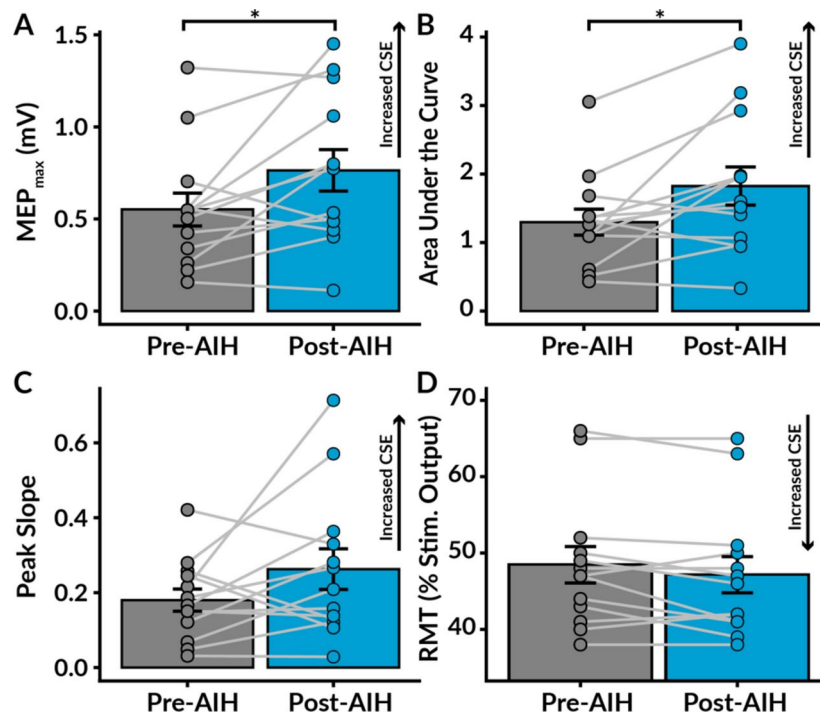 A
MEPmax (mV)
1.5
1.0
0.5
0.0
*
Increased CSE
Pre-AIH
Post-AIH
B
Area Under the Curve
4
3
2
1
0
*
Increased CSE
Pre-AIH
Post-AIH
C
Peak Slope
0.6
0.4
0.2
0.0
Increased CSE
Pre-AIH
Post-AIH
D
RMT (% Stim. Output)
70
60
50
40
Increased CSE
Pre-AIH
Post-AIH